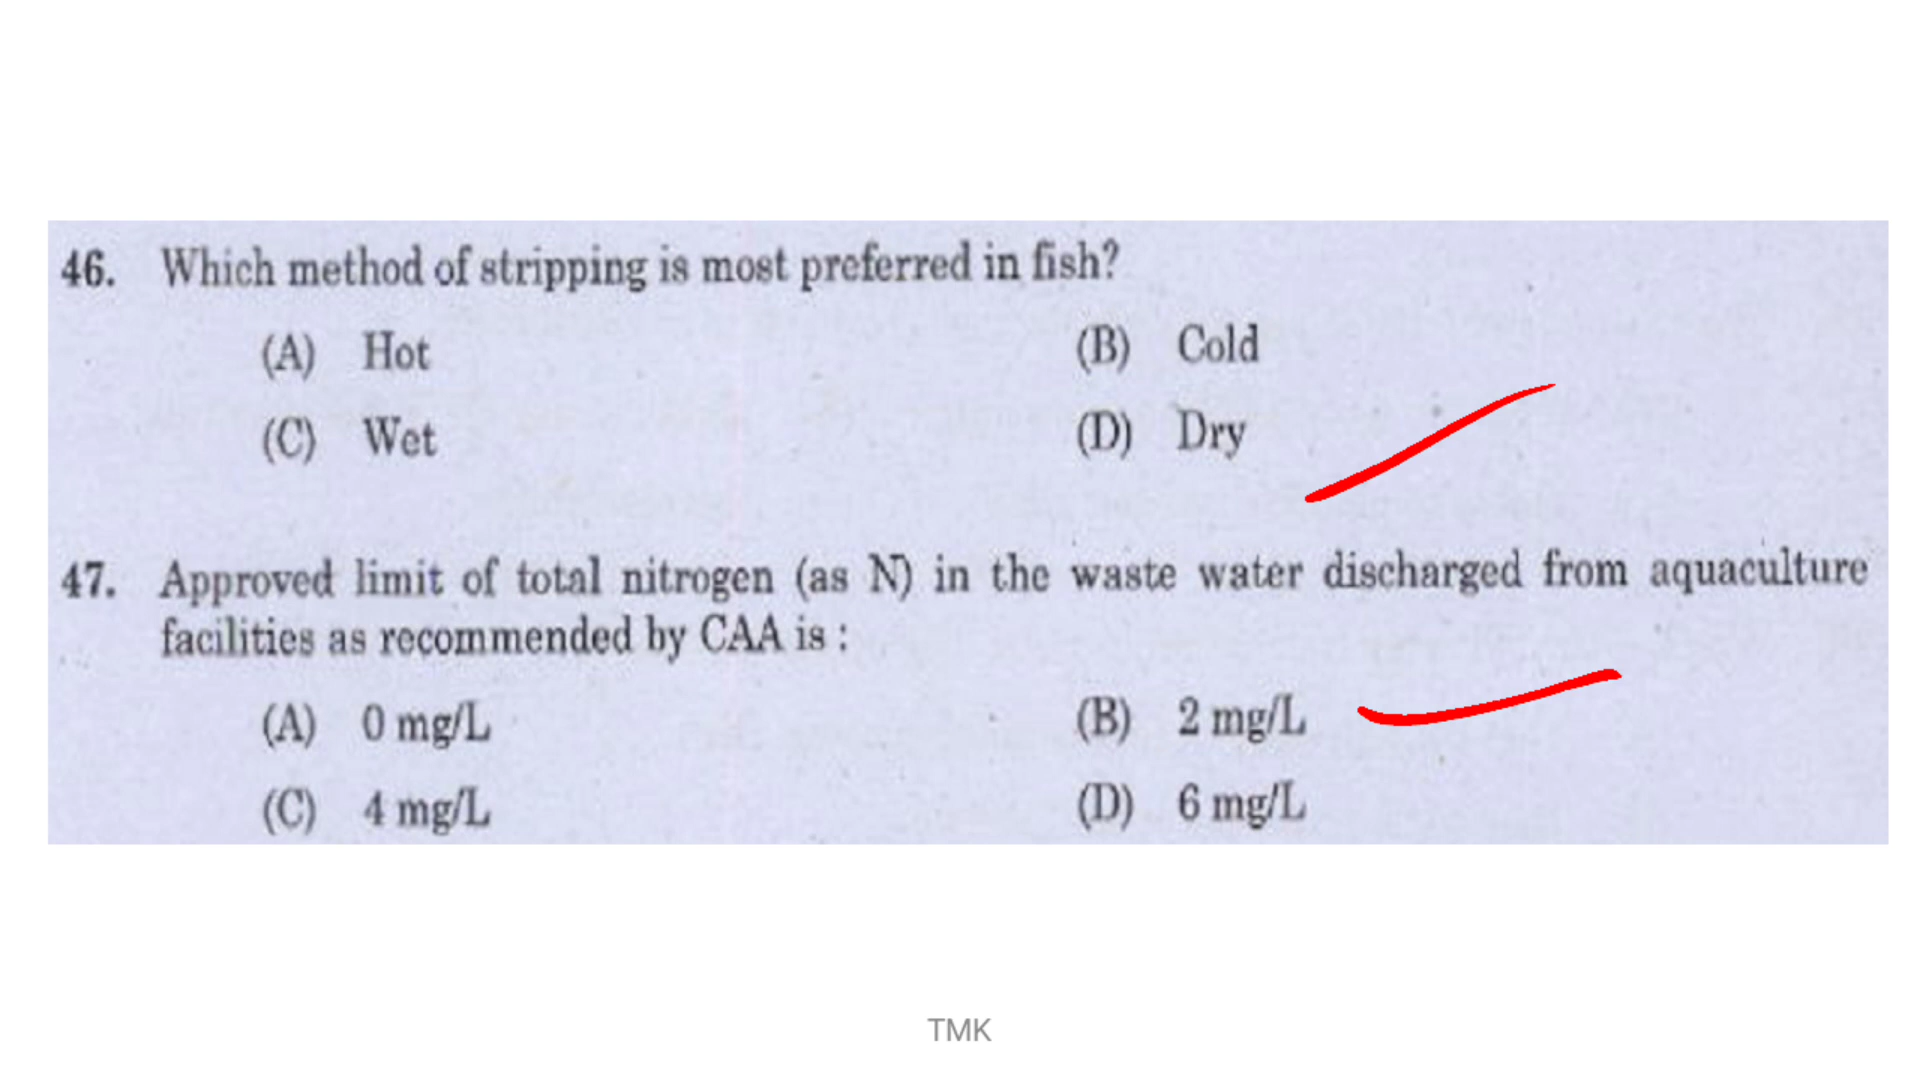 46. Which method of stripping is most preferred in fish?
(A) Hot (B) Cold
(C) Wet (D) Dry
47. Approved limit of total nitrogen (as N) in the waste water discharged from aquaculture
facilities as recommended by CAA is :
(A) 0 mg/L (B) 2 mg/L
(C) 4 mg/L (D) 6 mg/L
TMK